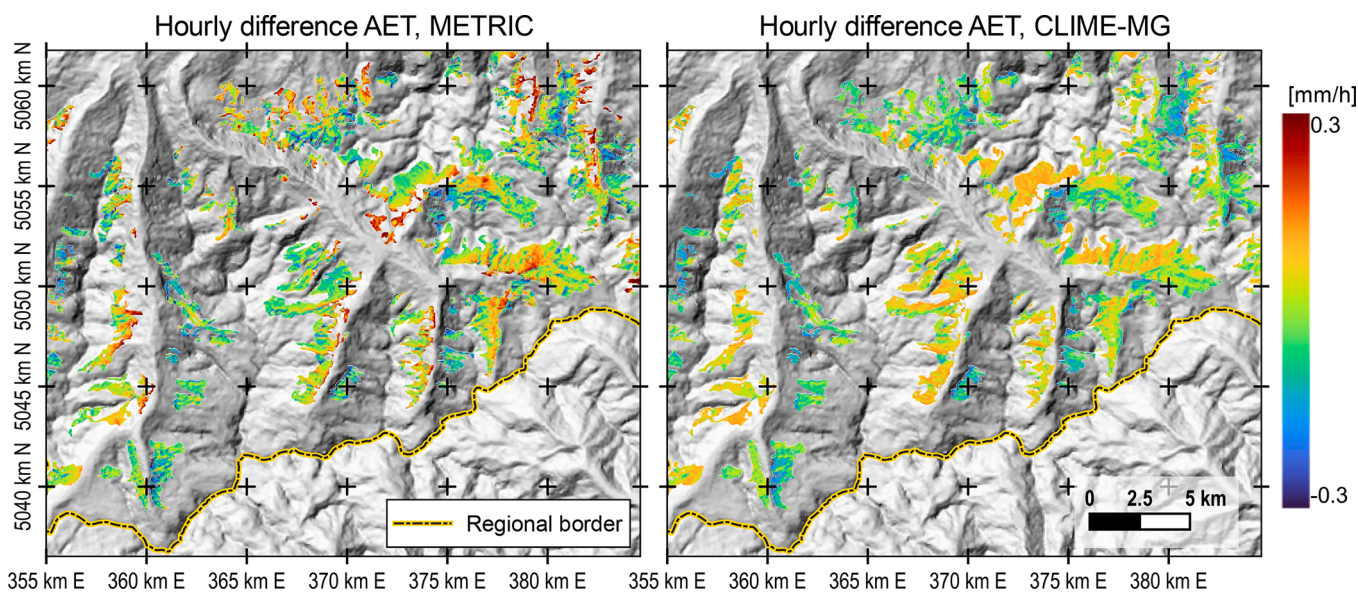 Hourly difference AET, METRIC
Hourly difference AET, CLIME-MG
[mm/h]
0.3
-0.3
5060 km N
5055 km N
5050 km N
5045 km N
5040 km N
Regional border
0 2.5 5 km
355 km E 360 km E 365 km E 370 km E 375 km E 380 km E
355 km E 360 km E 365 km E 370 km E 375 km E 380 km E